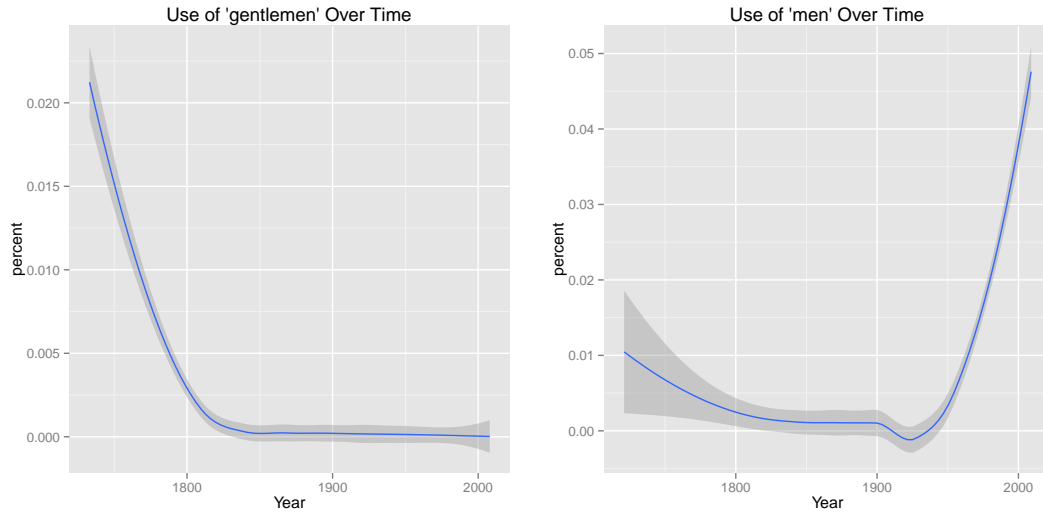 Use of 'gentlemen' Over Time
percent
0.020
0.015
0.010
0.005
0.000
1800
1900
2000
Year
Use of 'men' Over Time
percent
0.05
0.04
0.03
0.02
0.01
0.00
1800
1900
2000
Year